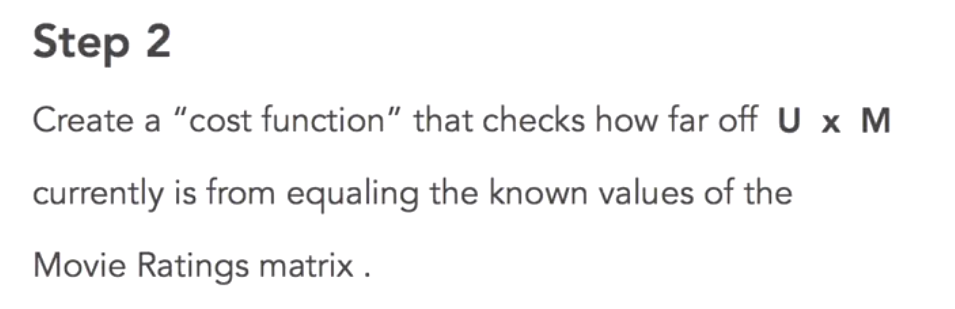 Step 2
Create a “cost function” that checks how far off U x M
currently is from equaling the known values of the
Movie Ratings matrix .